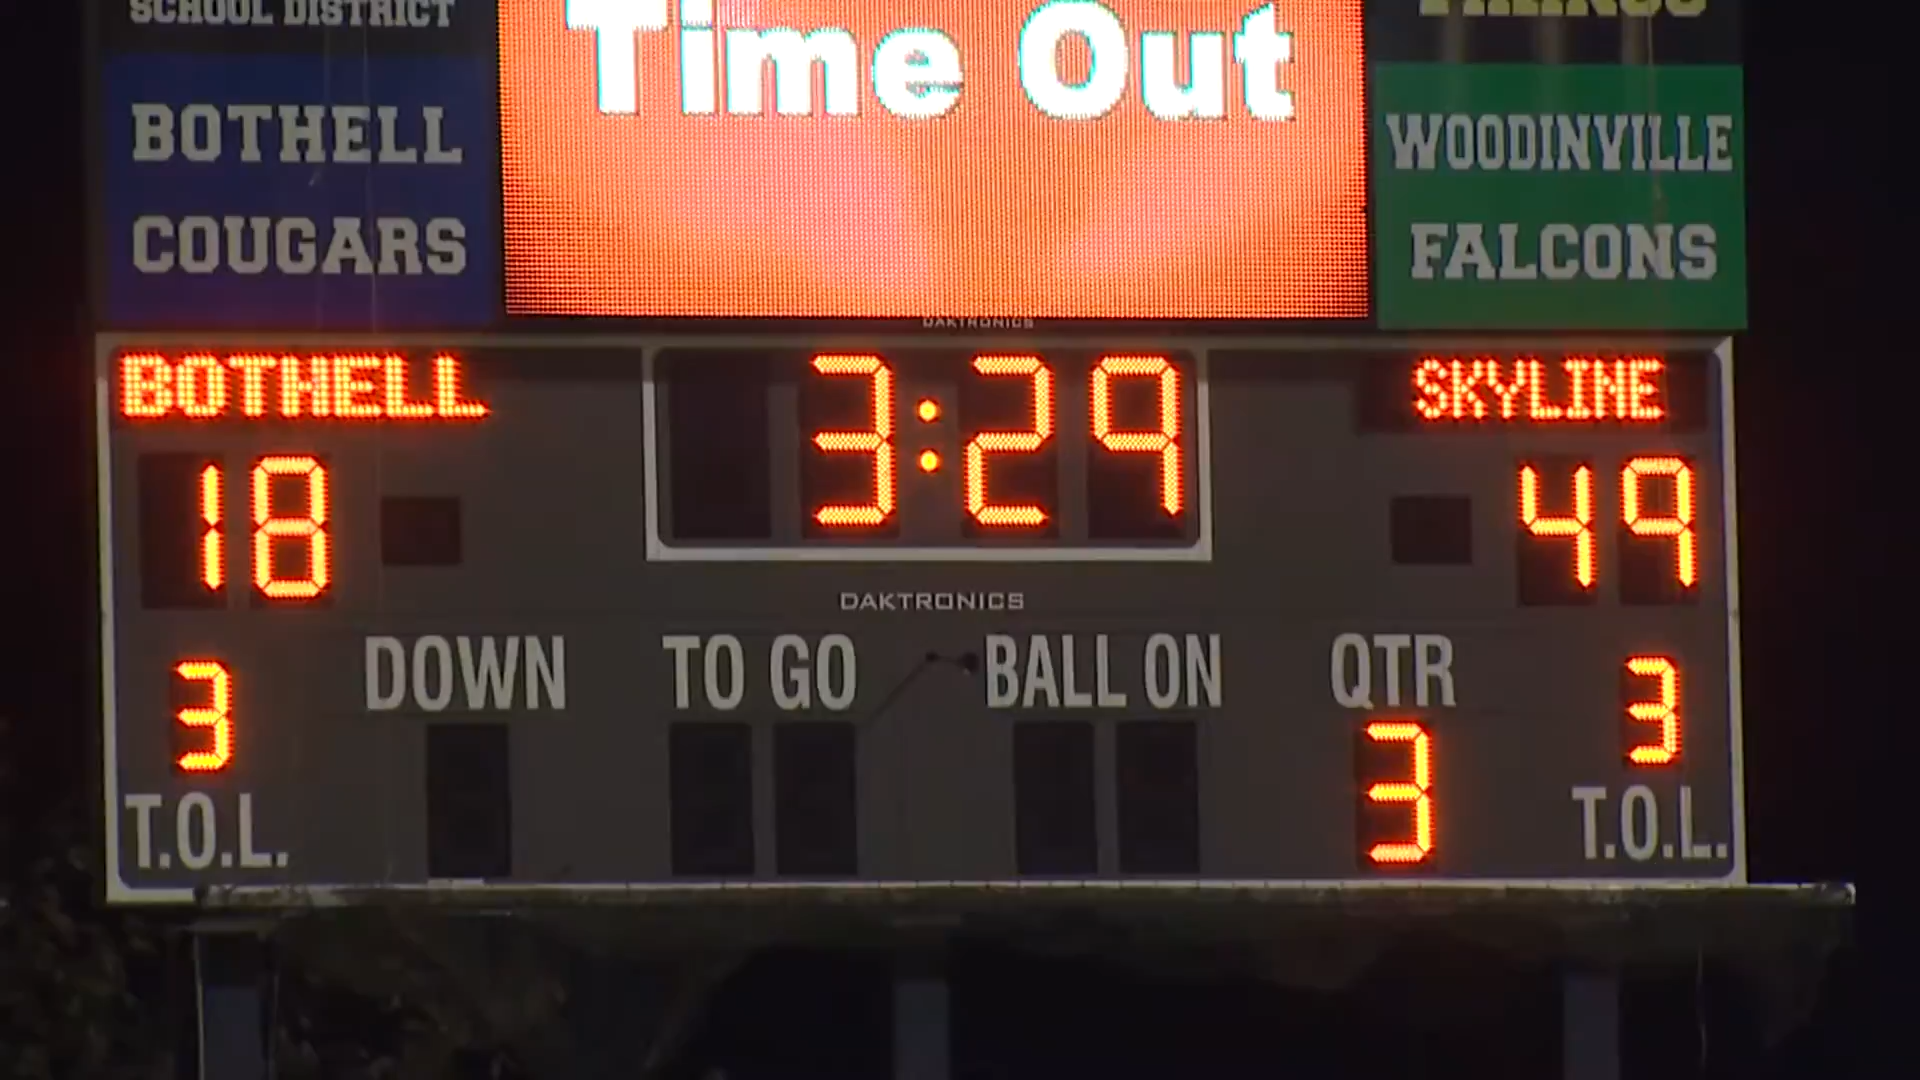 SCHOOL DISTRICT
Time Out
BOTHELL
COUGARS
WOODINVILLE
FALCONS
DAKTRONICS
BOTHELL
3:29
SKYLINE
18
49
DAKTRONICS
DOWN
TO GO
BALL ON
QTR
3
3
3
T.O.L.
T.O.L.